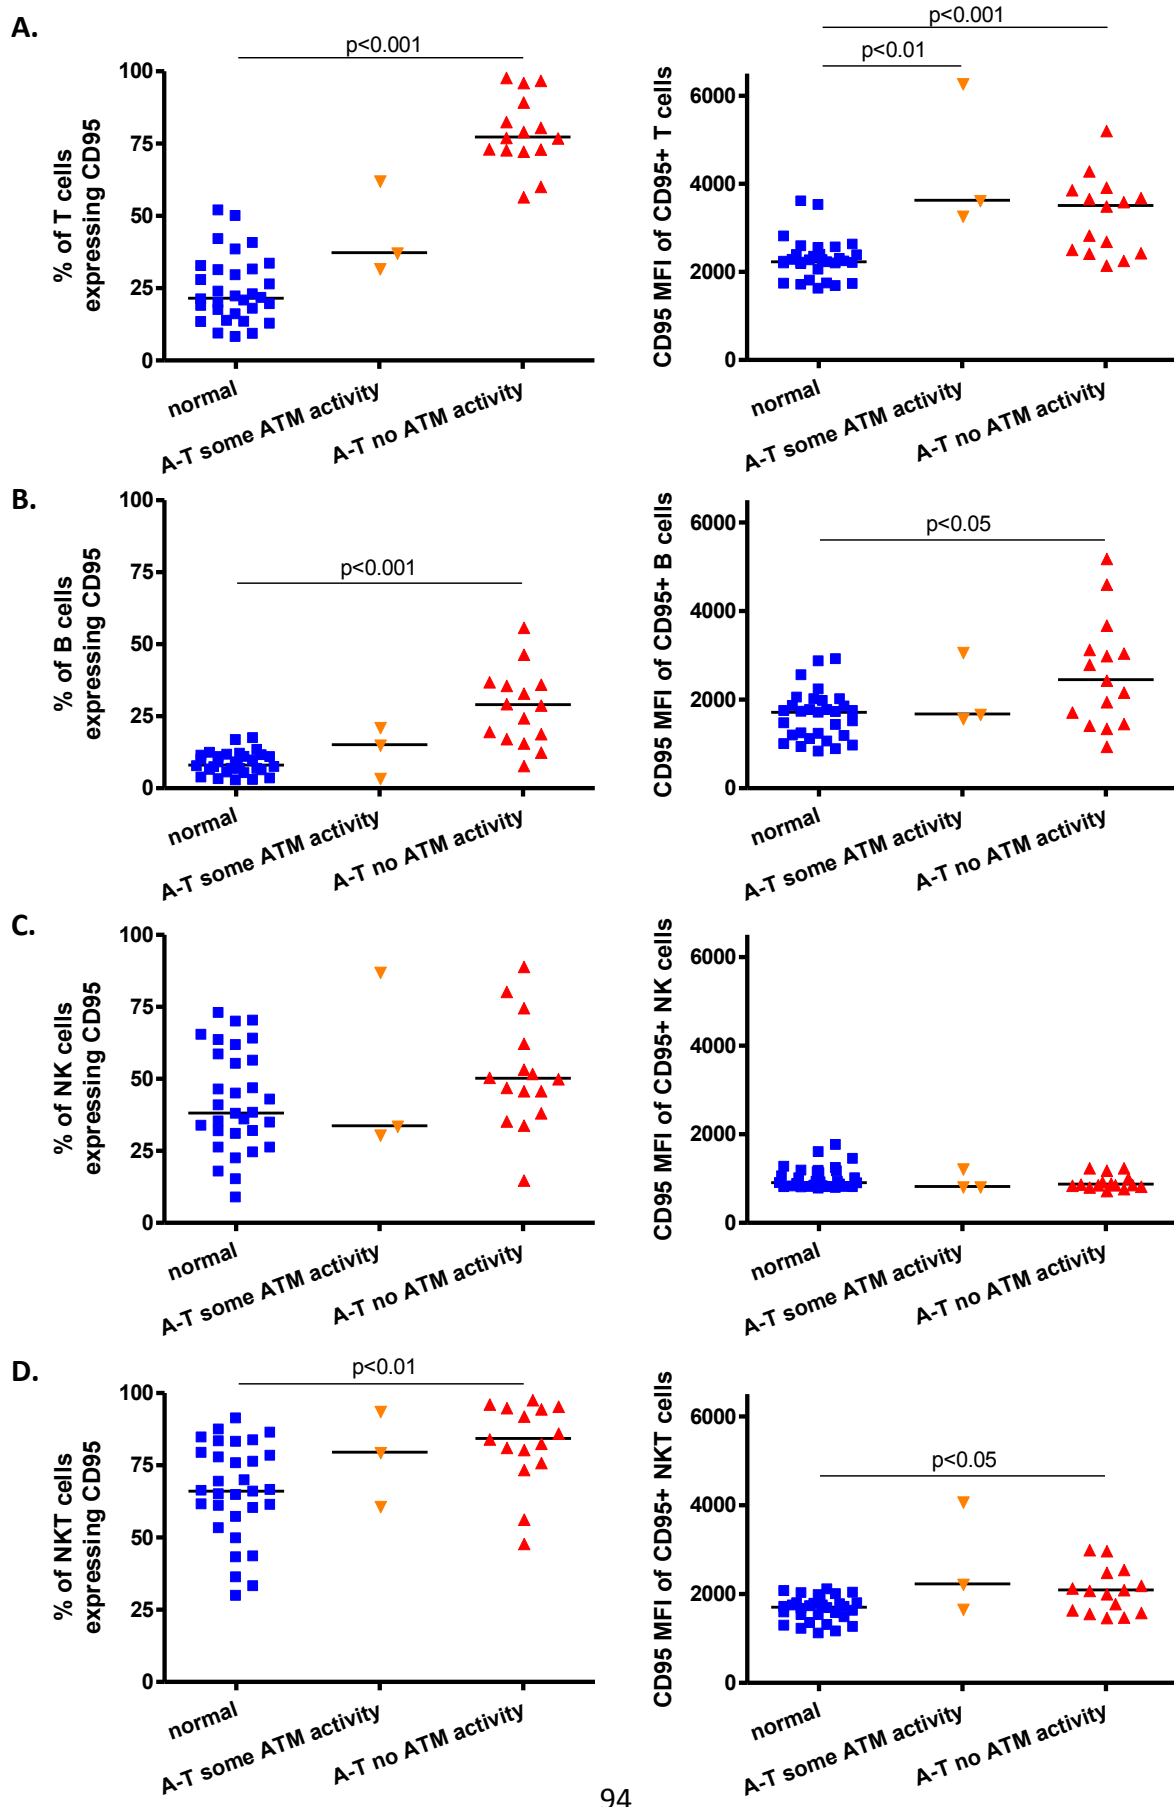 A.
p<0.001
% of T cells
expressing CD95
100
75
50
25
0
normal
A-T some ATM activity
A-T no ATM activity
p<0.001
p<0.01
CD95 MFI of CD95+ T cells
6000
4000
2000
0
normal
A-T some ATM activity
A-T no ATM activity
B.
p<0.001
% of B cells
expressing CD95
100
75
50
25
0
normal
A-T some ATM activity
A-T no ATM activity
p<0.05
CD95 MFI of CD95+ B cells
6000
4000
2000
0
normal
A-T some ATM activity
A-T no ATM activity
C.
% of NK cells
expressing CD95
100
75
50
25
0
normal
A-T some ATM activity
A-T no ATM activity
CD95 MFI of CD95+ NK cells
6000
4000
2000
0
normal
A-T some ATM activity
A-T no ATM activity
D.
p<0.01
% of NKT cells
expressing CD95
100
75
50
25
0
normal
A-T some ATM activity
A-T no ATM activity
p<0.05
CD95 MFI of CD95+ NKT cells
6000
4000
2000
0
normal
A-T some ATM activity
A-T no ATM activity
94